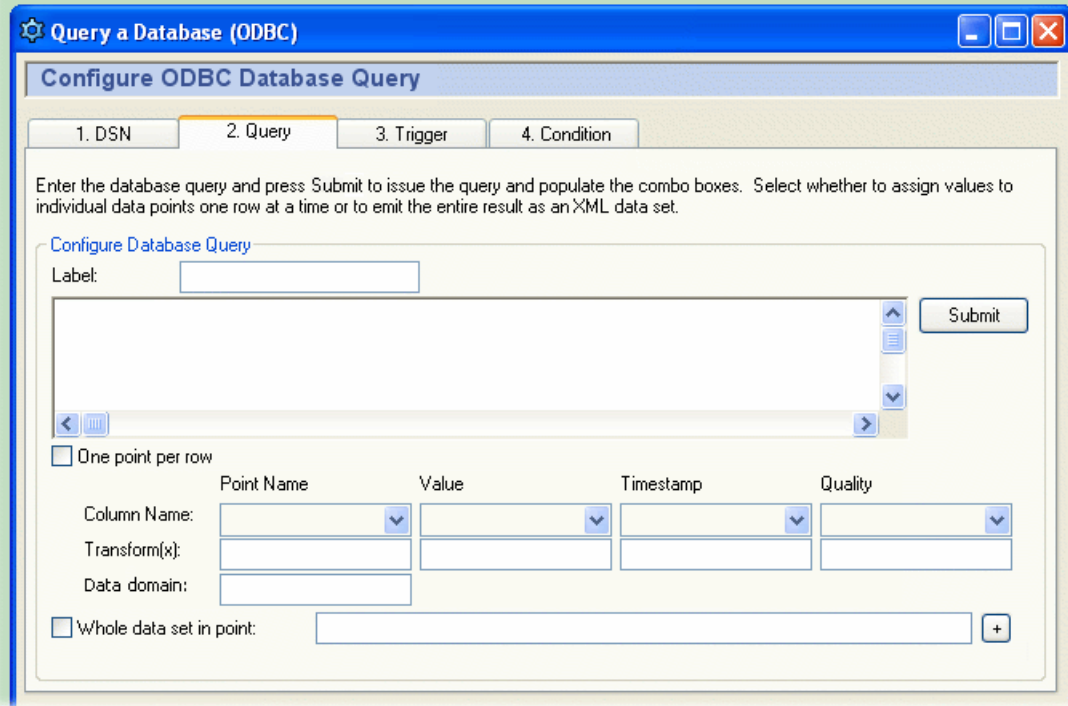 Query a Database (ODBC)
Configure ODBC Database Query
1. DSN 2. Query 3. Trigger 4. Condition
Enter the database query and press Submit to issue the query and populate the combo boxes. Select whether to assign values to
individual data points one row at a time or to emit the entire result as an XML data set.
Configure Database Query
Label:
Submit
One point per row
Point Name Value Timestamp Quality
Column Name:
Transform(x):
Data domain:
Whole data set in point: +